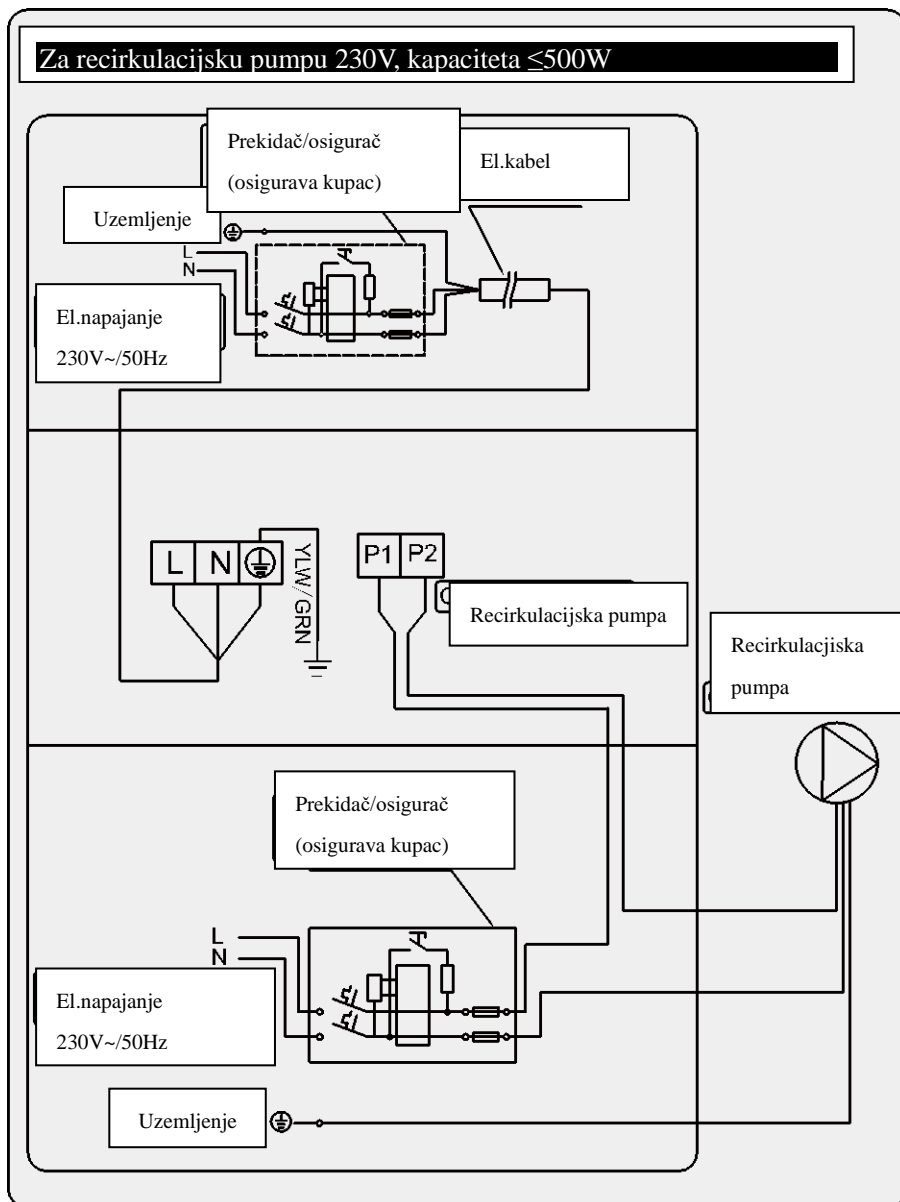 Za recirkulacijsku pumpu 230V, kapaciteta ≤500W
Prekidač/osigurač
(osigurava kupac)
El.kabel
Uzemljenje
L
N
El.napajanje
230V~/50Hz
L N
YLW/GRN
P1 P2
Recirkulacijska pumpa
Recirkulacjiska
pumpa
Prekidač/osigurač
(osigurava kupac)
L
N
El.napajanje
230V~/50Hz
Uzemljenje